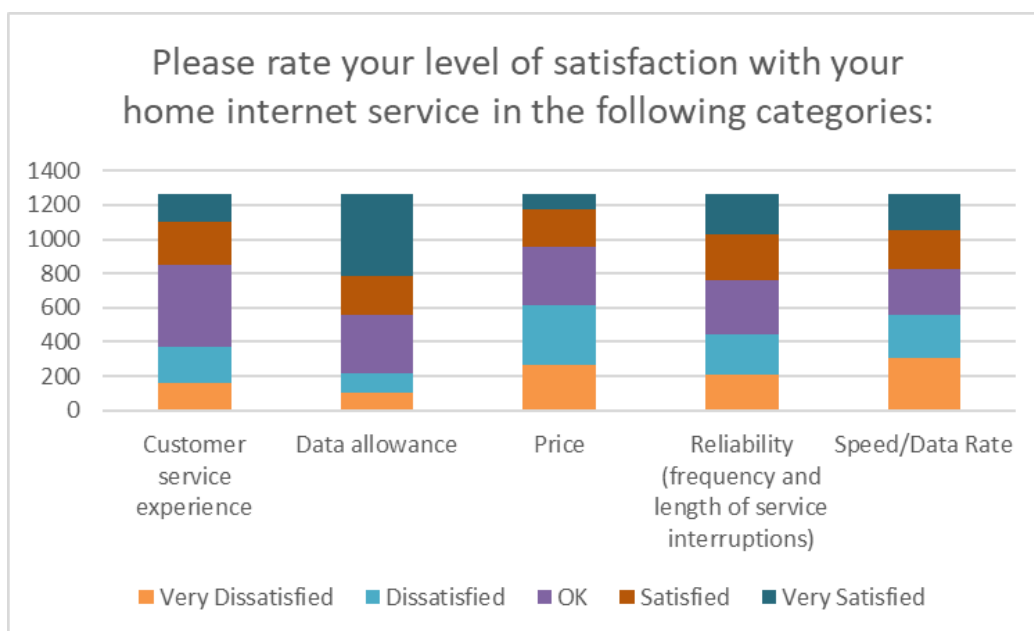 Please rate your level of satisfaction with your
home internet service in the following categories:
1400
1200
1000
800
600
400
200
0
Customer
service
experience
Data allowance
Price
Reliability
(frequency and
length of service
interruptions)
Speed/Data Rate
Very Dissatisfied Dissatisfied OK Satisfied Very Satisfied